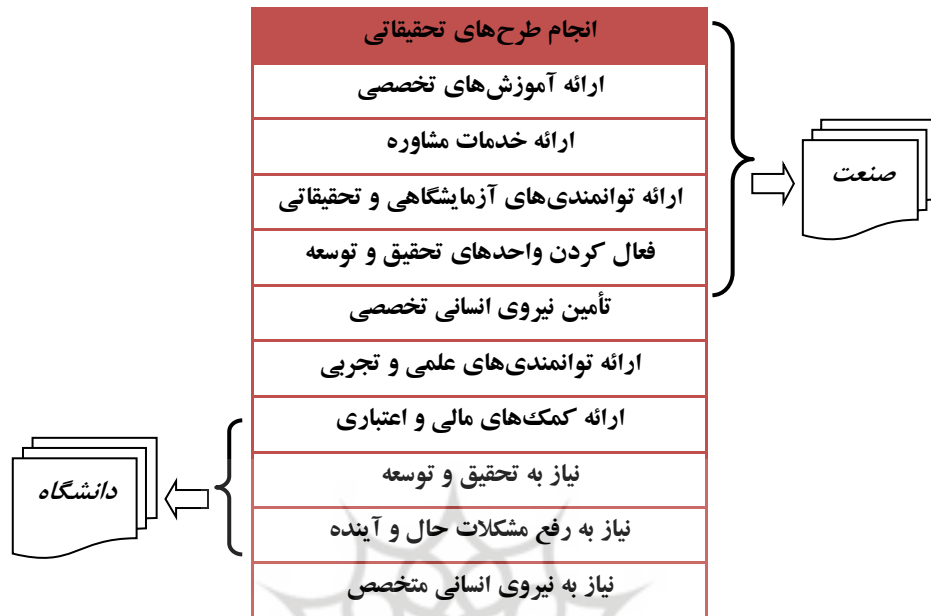 انجام طرح‌های تحقیقاتی
ارائه آموزش‌های تخصصی
ارائه خدمات مشاوره
ارائه توانمندی‌های آزمایشگاهی و تحقیقاتی
فعال کردن واحدهای تحقیق و توسعه
تأمین نیروی انسانی تخصصی
ارائه توانمندی‌های علمی و تجربی
ارائه کمک‌های مالی و اعتباری
نیاز به تحقیق و توسعه
نیاز به رفع مشکلات حال و آینده
نیاز به نیروی انسانی متخصص
صنعت
دانشگاه